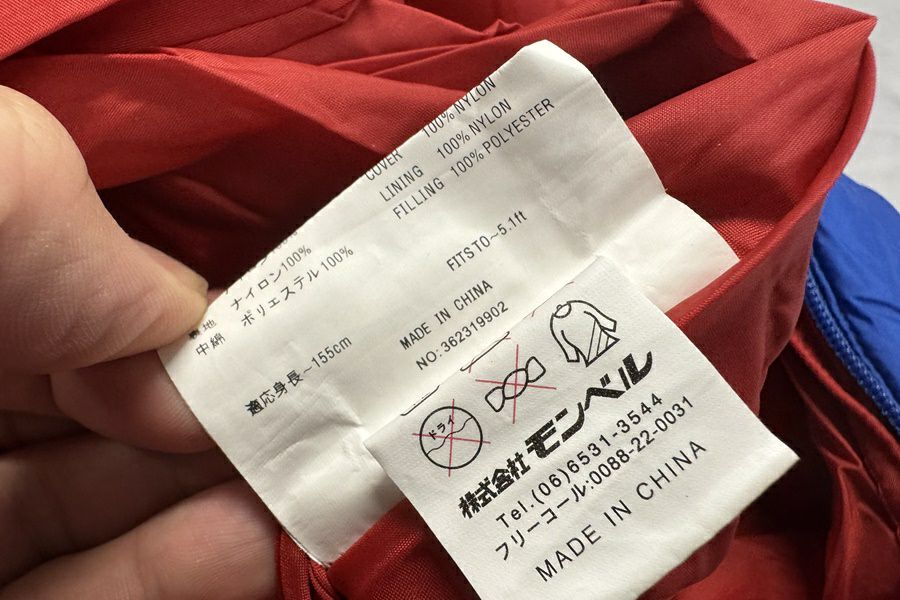 COVER 100% NYLON
LINING 100% NYLON
FILLING 100% POLYESTER
ナイロン100%
中綿 ポリエステル100%
FITS TO～5.1ft
適応身長～155cm
MADE IN CHINA
NO:362319902
ドライ
株式会社 モンベル
Tel.(06)6531-3544
フリーコール:0088-22-0031
MADE IN CHINA